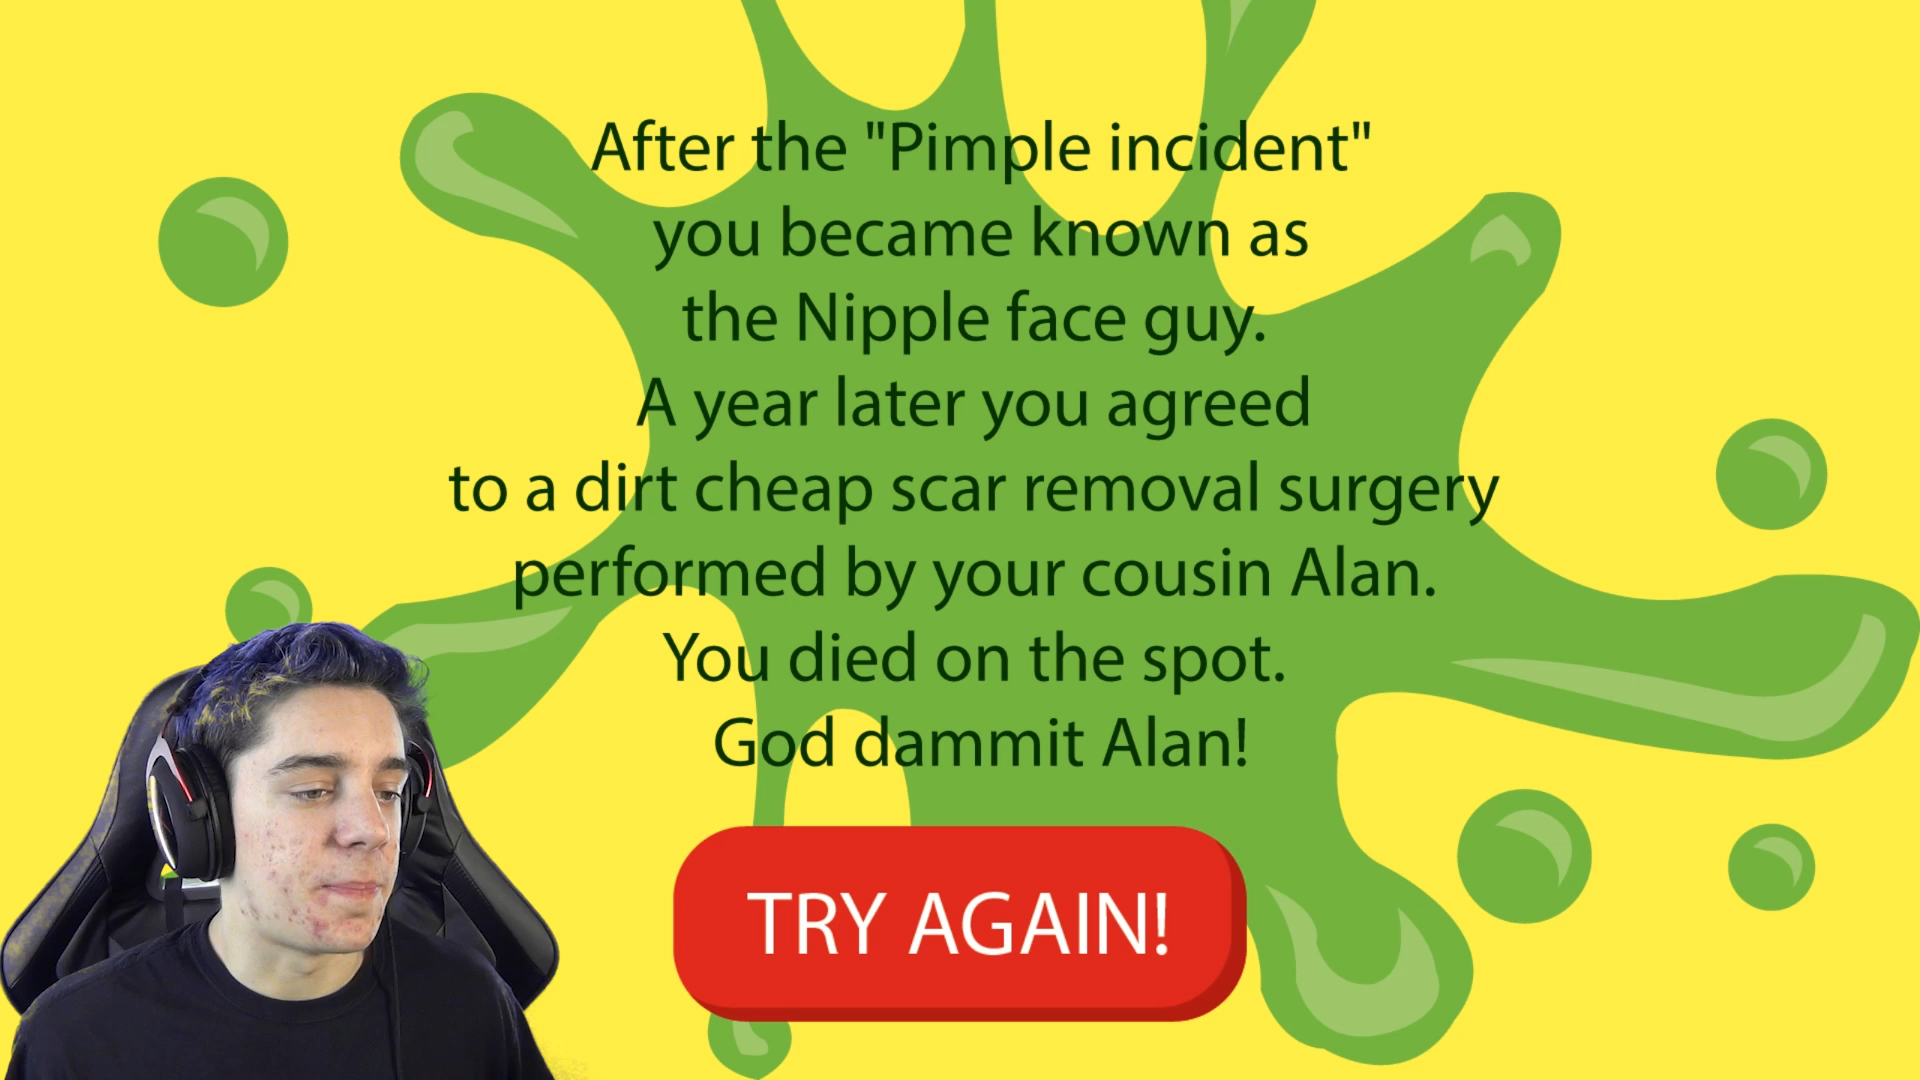 After the "Pimple incident"
you became known as
the Nipple face guy.
A year later you agreed
to a dirt cheap scar removal surgery
performed by your cousin Alan.
You died on the spot.
God dammit Alan!
TRY AGAIN!